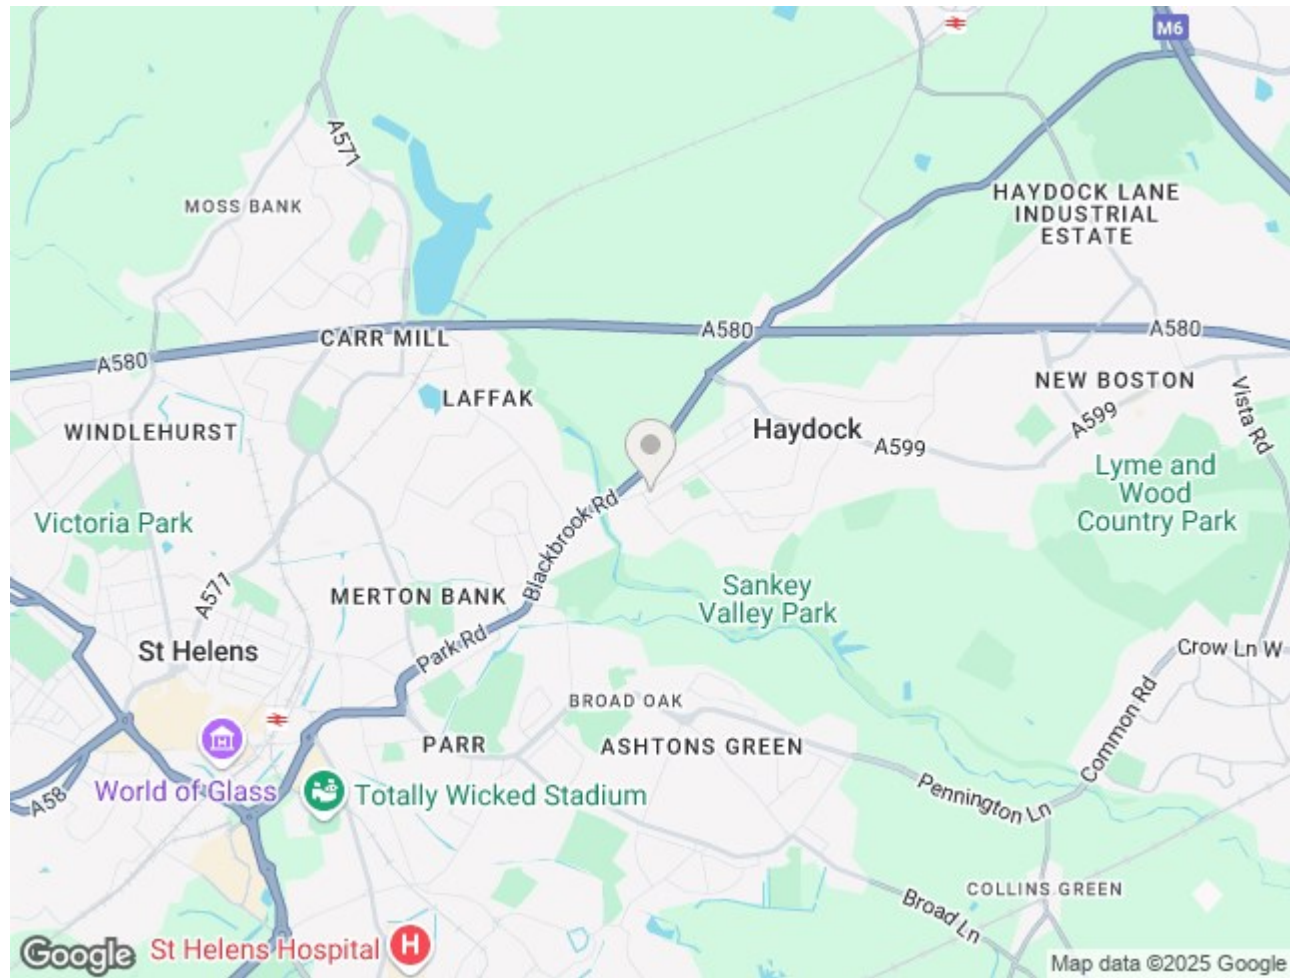 M6
A571
MOSS BANK
HAYDOCK LANE
INDUSTRIAL
ESTATE
A580
A580
CARR MILL
A580
LAFFAK
NEW BOSTON
Vista Rd
WINDLEHURST
Haydock
A599
A599
Lyme and
Wood
Country Park
Victoria Park
Blackbrook Rd
A571
MERTON BANK
Sankey
Valley Park
St Helens
Park Rd
Crow Ln W
BROAD OAK
Common Rd
PARR
ASHTONS GREEN
World of Glass
A58
Totally Wicked Stadium
Pennington Ln
COLLINS GREEN
Broad Ln
Google
St Helens Hospital
H
Map data ©2025 Google